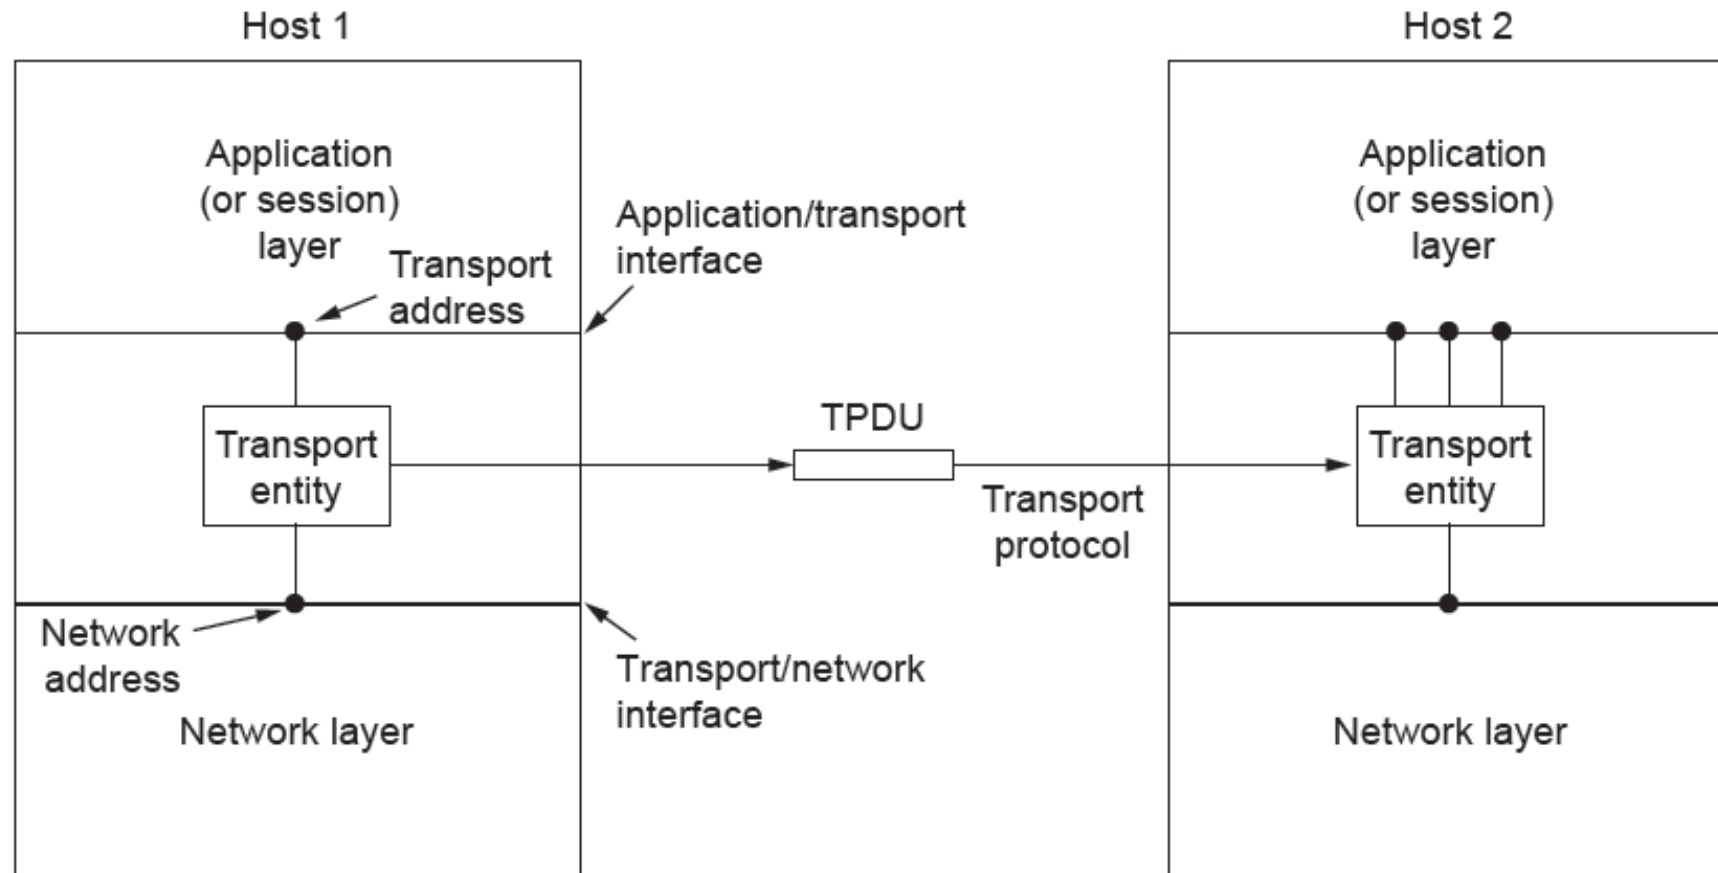 Host 1
Host 2
Application
(or session)
layer
Transport
address
Application/transport
interface
Application
(or session)
layer
Transport
entity
TPDU
Transport
protocol
Transport
entity
Network
address
Network layer
Transport/network
interface
Network layer